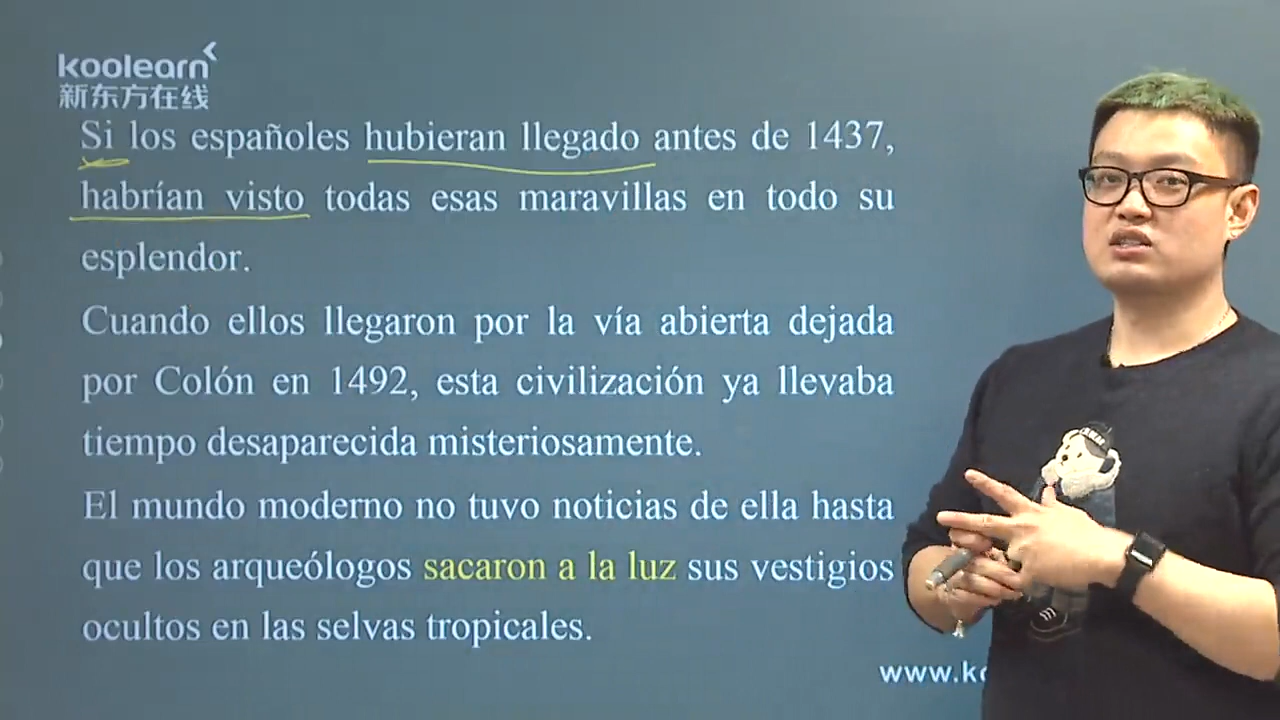 koolearn
新东方在线
Si los españoles hubieran llegado antes de 1437,
habrían visto todas esas maravillas en todo su
esplendor.
Cuando ellos llegaron por la vía abierta dejada
por Colón en 1492, esta civilización ya llevaba
tiempo desaparecida misteriosamente.
El mundo moderno no tuvo noticias de ella hasta
que los arqueólogos sacaron a la luz sus vestigios
ocultos en las selvas tropicales.